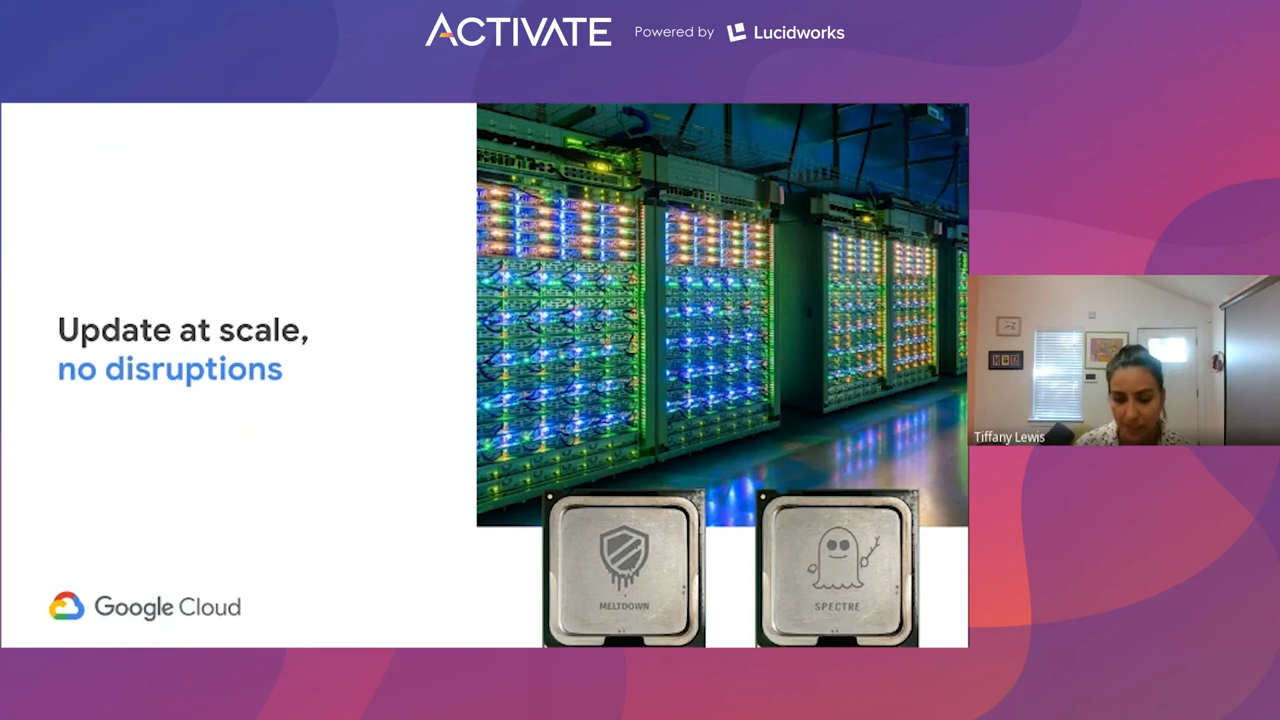 ACTIVATE Powered by Lucidworks
Update at scale,
no disruptions
Tiffany Lewis
Google Cloud
MELTDOWN
SPECTRE